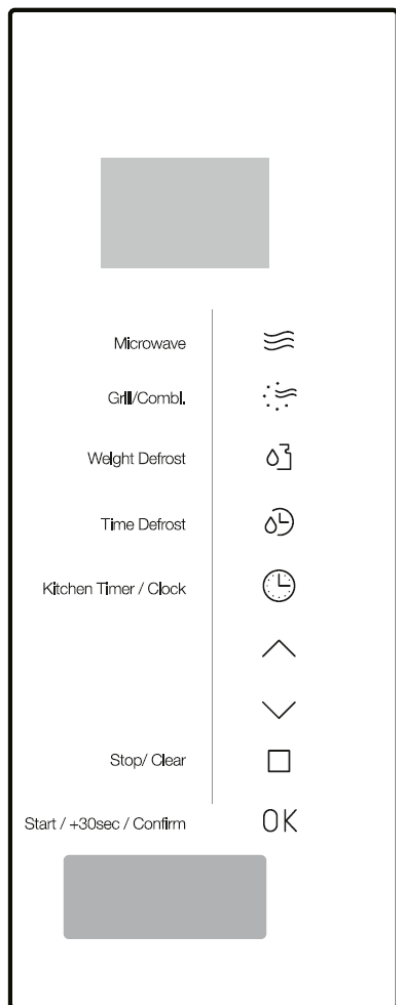 Microwave
Grill/Combi.
Weight Defrost
Time Defrost
Kitchen Timer / Clock
Stop/ Clear
Start / +30sec / Confirm OK